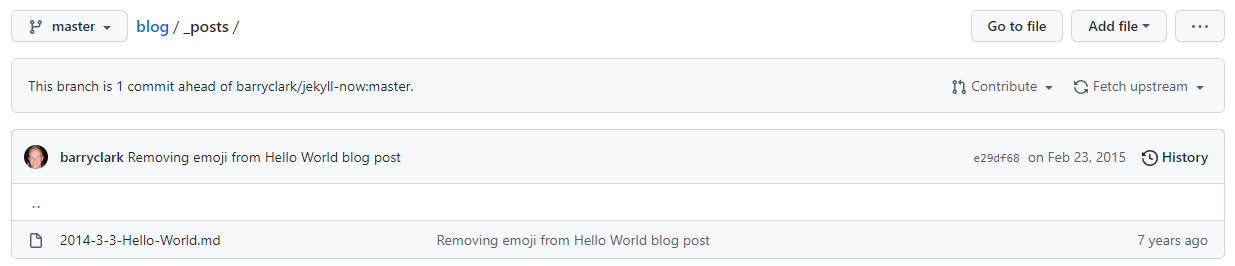 master blog / _posts / Go to file Add file ...
This branch is 1 commit ahead of barryclark/jekyll-now:master. Contribute Fetch upstream
barryclark Removing emoji from Hello World blog post e29df68 on Feb 23, 2015 History
..
2014-3-3-Hello-World.md Removing emoji from Hello World blog post 7 years ago